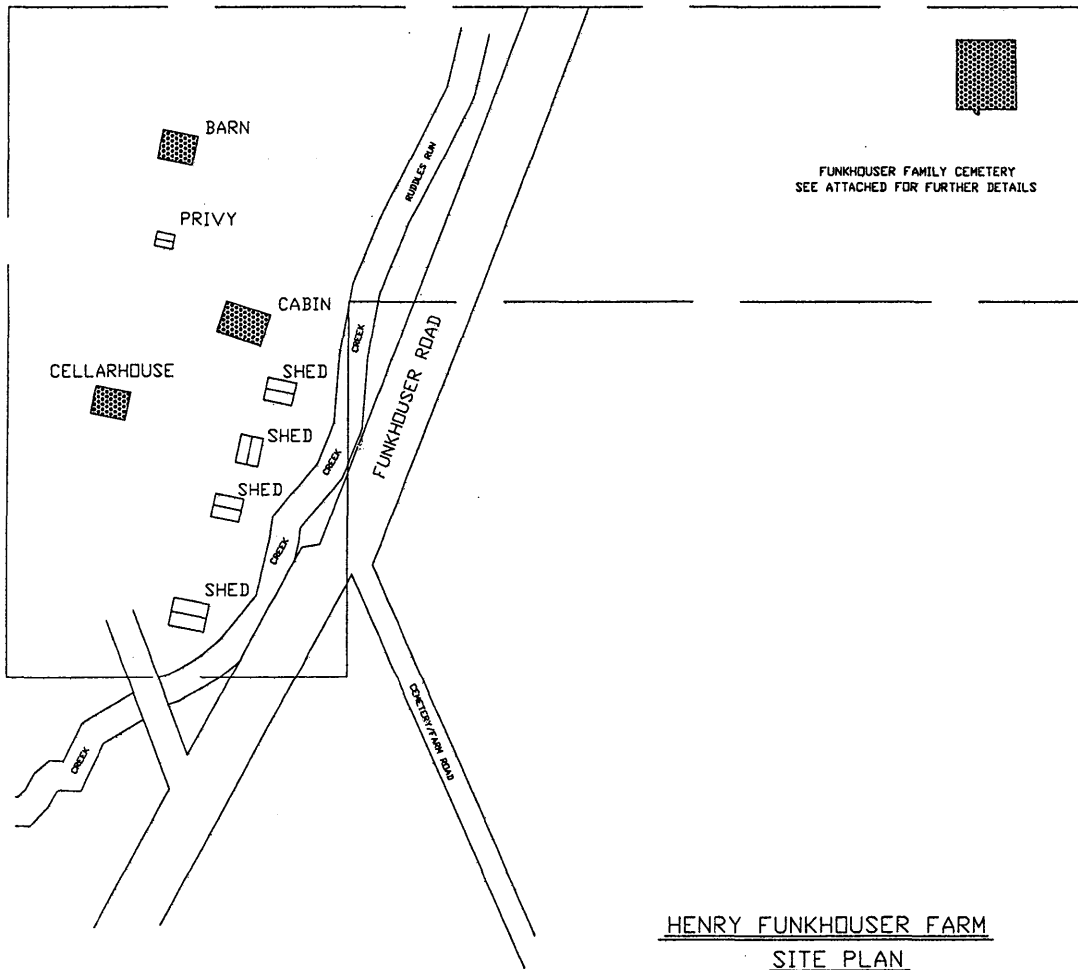 BARN
RUDDLES RUN
FUNKHOUSER FAMILY CEMETERY
SEE ATTACHED FOR FURTHER DETAILS
PRIVY
CABIN
CREEK
FUNKHOUSER ROAD
CELLARHOUSE
SHED
SHED
CREEK
SHED
CREEK
SHED
CEMETERY/FARM ROAD
CREEK
HENRY FUNKHOUSER FARM
SITE PLAN